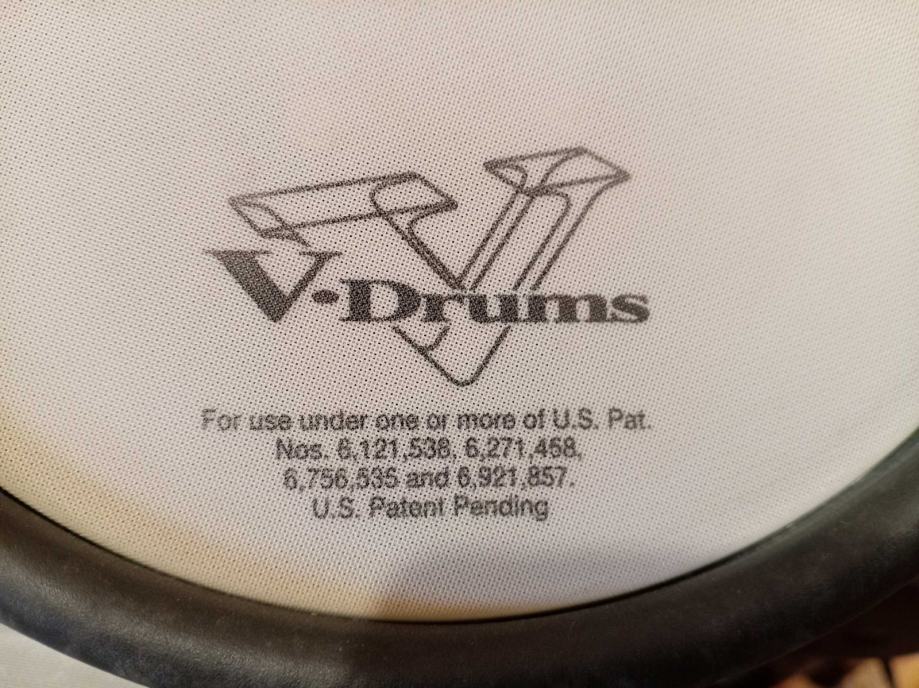 V-Drums
For use under one or more of U.S. Pat.
Nos. 6,121,538, 6,271,458,
6,756,535 and 6,921,857.
U.S. Patent Pending